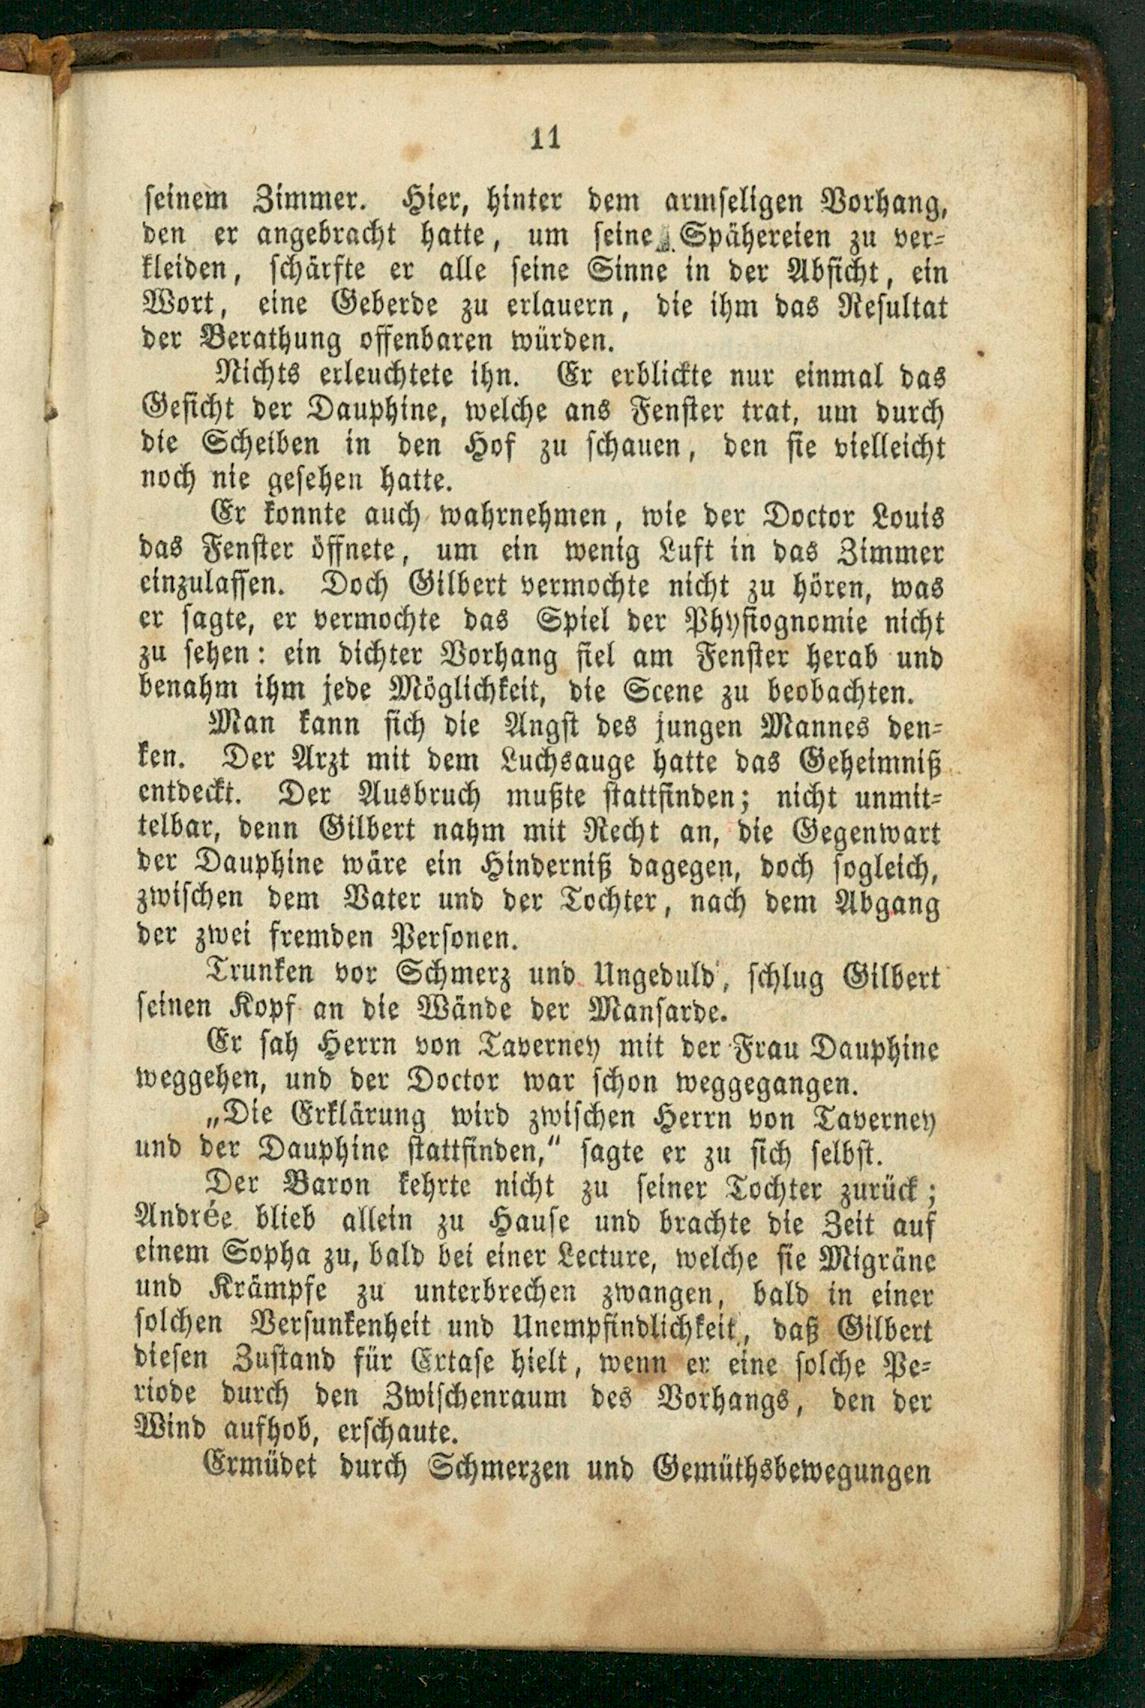 11
seinem Zimmer. Hier, hinter dem armseligen Vorhang,
den er angebracht hatte, um seine Spähereien zu ver-
kleiden, schärfte er alle seine Sinne in der Absicht, ein
Wort, eine Geberde zu erlauern, die ihm das Resultat
der Berathung offenbaren würden.
Nichts erleuchtete ihn. Er erblickte nur einmal das
Gesicht der Dauphine, welche ans Fenster trat, um durch
die Scheiben in den Hof zu schauen, den sie vielleicht
noch nie gesehen hatte.
Er konnte auch wahrnehmen, wie der Doctor Louis
das Fenster öffnete, um ein wenig Luft in das Zimmer
einzulassen. Doch Gilbert vermochte nicht zu hören, was
er sagte, er vermochte das Spiel der Physiognomie nicht
zu sehen: ein dichter Vorhang fiel am Fenster herab und
benahm ihm jede Möglichkeit, die Scene zu beobachten.
Man kann sich die Angst des jungen Mannes den-
ken. Der Arzt mit dem Luchsauge hatte das Geheimniß
entdeckt. Der Ausbruch mußte stattfinden; nicht unmit-
telbar, denn Gilbert nahm mit Recht an, die Gegenwart
der Dauphine wäre ein Hinderniß dagegen, doch sogleich,
zwischen dem Vater und der Tochter, nach dem Abgang
der zwei fremden Personen.
Trunken vor Schmerz und Ungeduld, schlug Gilbert
seinen Kopf an die Wände der Mansarde.
Er sah Herrn von Taverney mit der Frau Dauphine
weggehen, und der Doctor war schon weggegangen.
„Die Erklärung wird zwischen Herrn von Taverney
und der Dauphine stattfinden,“ sagte er zu sich selbst.
Der Baron kehrte nicht zu seiner Tochter zurück;
Andrée blieb allein zu Hause und brachte die Zeit auf
einem Sopha zu, bald bei einer Lecture, welche sie Migräne
und Krämpfe zu unterbrechen zwangen, bald in einer
solchen Versunkenheit und Unempfindlichkeit, daß Gilbert
diesen Zustand für Extase hielt, wenn er eine solche Pe-
riode durch den Zwischenraum des Vorhangs, den der
Wind aufhob, erschaute.
Ermüdet durch Schmerzen und Gemüthsbewegungen